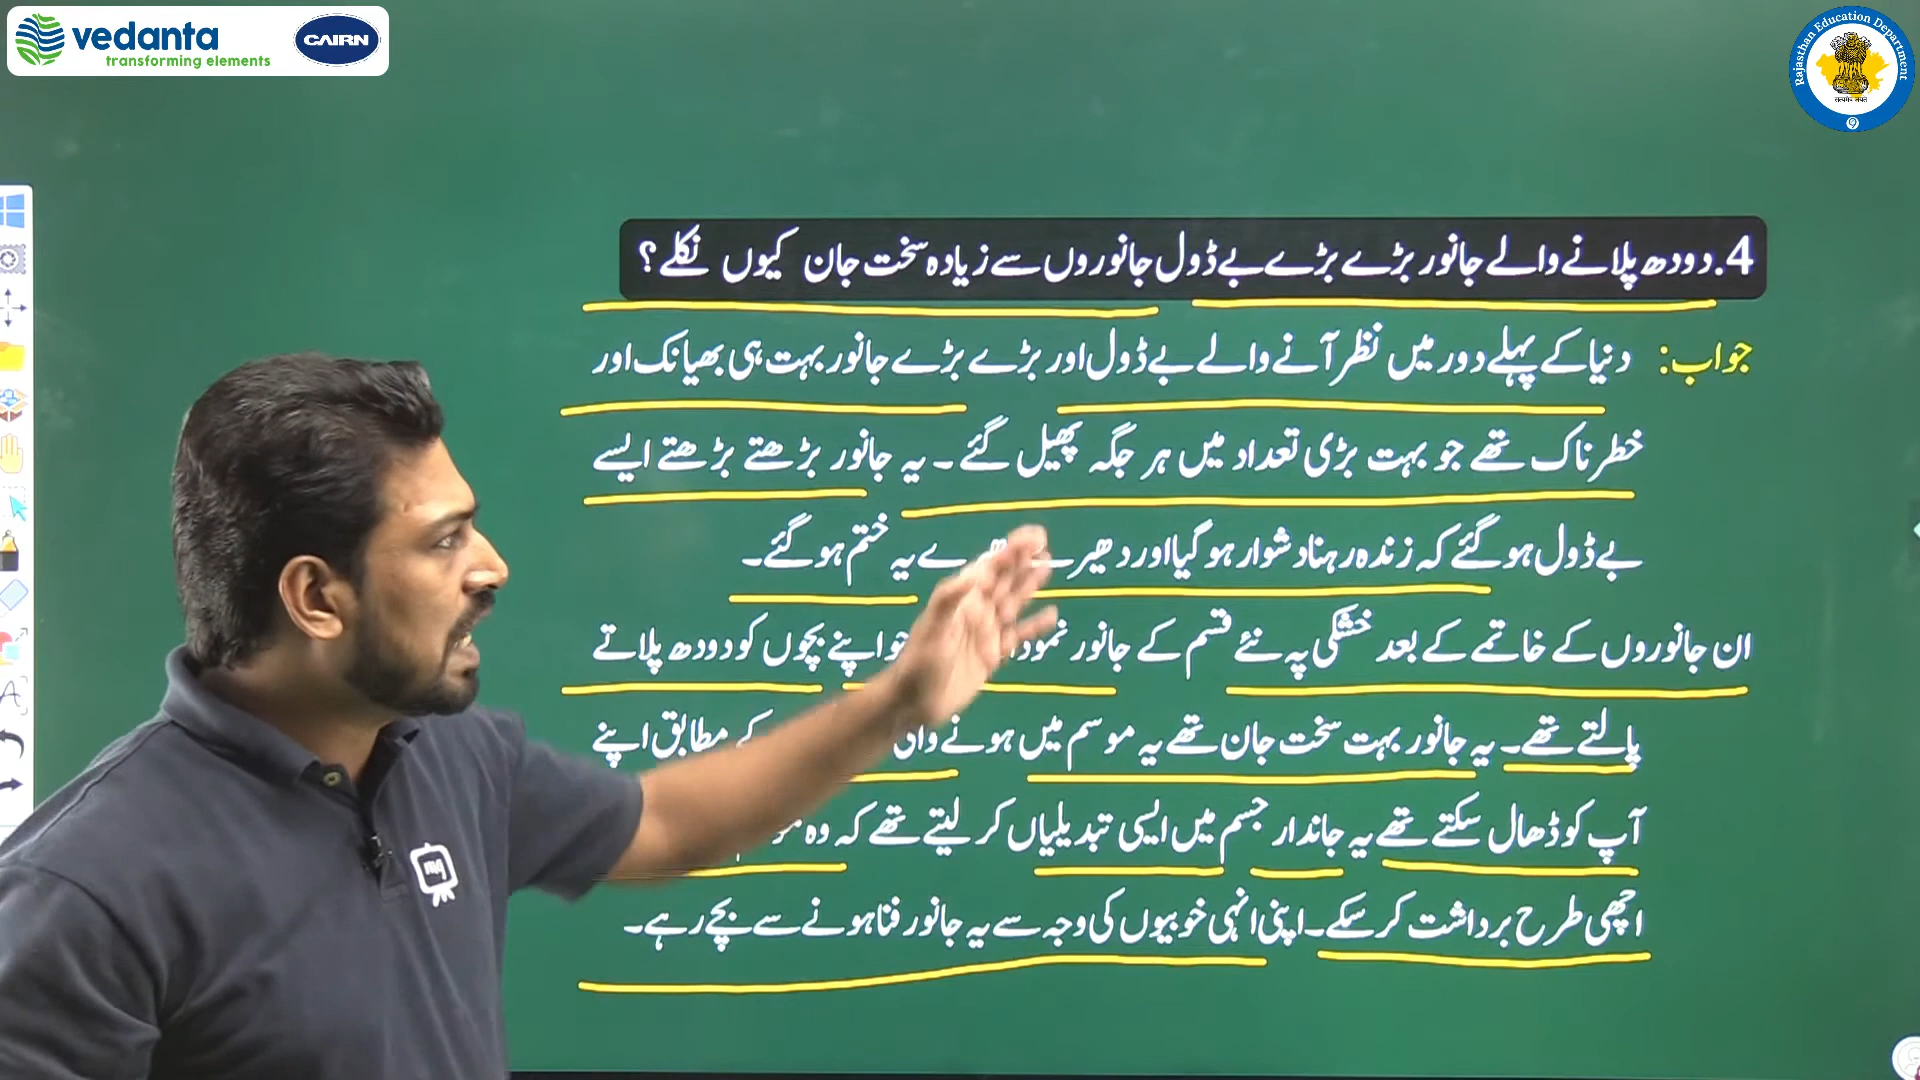 vedanta
transforming elements
CAIRN
Rajasthan Education Department
सत्यमेव जयते
4. دودھ پلانے والے جانور بڑے بڑے بے ڈول جانوروں سے زیادہ سخت جان کیوں نکلے؟
جواب: دنیا کے پہلے دور میں نظر آنے والے بے ڈول اور بڑے بڑے جانور بہت ہی بھیانک اور
خطرناک تھے جو بہت بڑی تعداد میں ہر جگہ پھیل گئے۔ یہ جانور بڑھتے بڑھتے ایسے
بے ڈول ہو گئے کہ زندہ رہنا دشوار ہو گیا اور یہ ختم ہو گئے۔
ان جانوروں کے خاتمے کے بعد خشکی پہ نئے قسم کے جانور جو اپنے بچوں کو دودھ پلاتے
پالتے تھے۔ یہ جانور بہت سخت جان تھے یہ موسم میں ہونے والی کے مطابق اپنے
آپ کو ڈھال سکتے تھے یہ جاندار جسم میں ایسی تبدیلیاں کر لیتے تھے کہ وہ
اچھی طرح برداشت کر سکے۔ اپنی انہی خوبیوں کی وجہ سے یہ جانور فنا ہونے سے بچے رہے۔